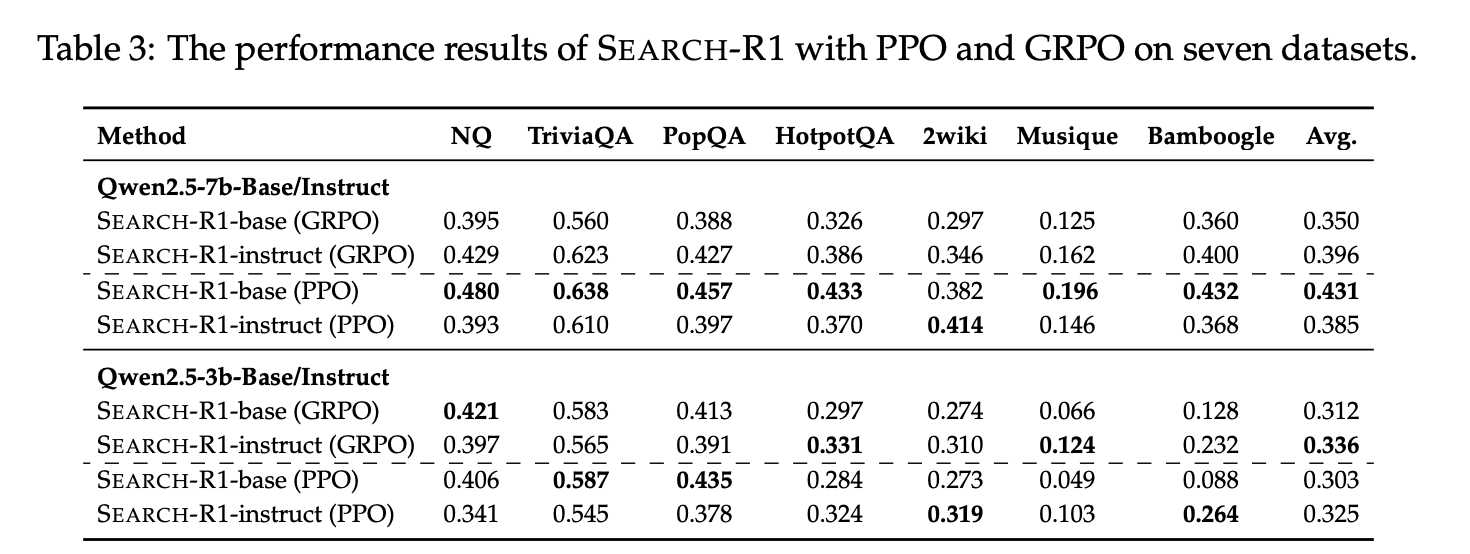 Table 3: The performance results of SEARCH-R1 with PPO and GRPO on seven datasets.
Method NQ TriviaQA PopQA HotpotQA 2wiki Musique Bamboogle Avg.
Qwen2.5-7b-Base/Instruct
SEARCH-R1-base (GRPO) 0.395 0.560 0.388 0.326 0.297 0.125 0.360 0.350
SEARCH-R1-instruct (GRPO) 0.429 0.623 0.427 0.386 0.346 0.162 0.400 0.396
SEARCH-R1-base (PPO) 0.480 0.638 0.457 0.433 0.382 0.196 0.432 0.431
SEARCH-R1-instruct (PPO) 0.393 0.610 0.397 0.370 0.414 0.146 0.368 0.385
Qwen2.5-3b-Base/Instruct
SEARCH-R1-base (GRPO) 0.421 0.583 0.413 0.297 0.274 0.066 0.128 0.312
SEARCH-R1-instruct (GRPO) 0.397 0.565 0.391 0.331 0.310 0.124 0.232 0.336
SEARCH-R1-base (PPO) 0.406 0.587 0.435 0.284 0.273 0.049 0.088 0.303
SEARCH-R1-instruct (PPO) 0.341 0.545 0.378 0.324 0.319 0.103 0.264 0.325